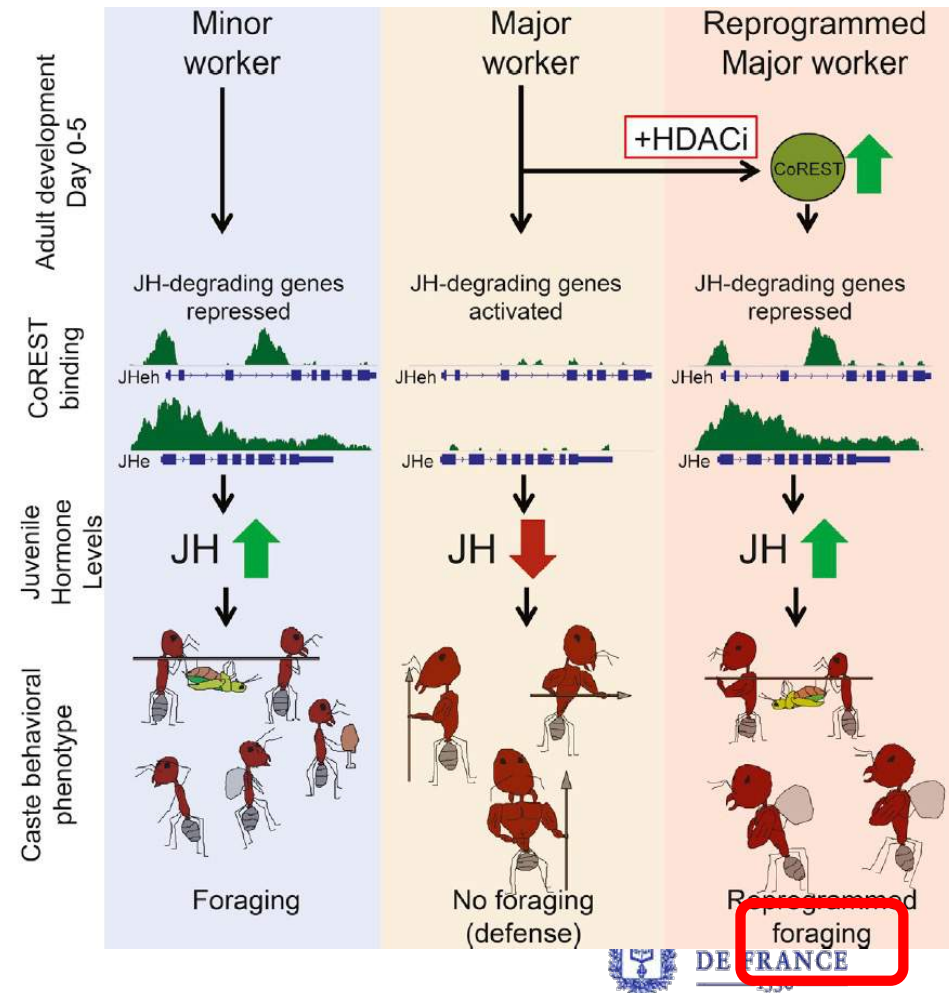 Minor
worker
Major
worker
Reprogrammed
Major worker
Adult development
Day 0-5
+HDACi
CoREST
JH-degrading genes
repressed
JH-degrading genes
activated
JH-degrading genes
repressed
CoREST
binding
JHeh
JHeh
JHeh
JHe
JHe
JHe
Juvenile
Hormone
Levels
JH
JH
JH
Caste behavioral
phenotype
Foraging
No foraging
(defense)
Reprogrammed
foraging
DE FRANCE